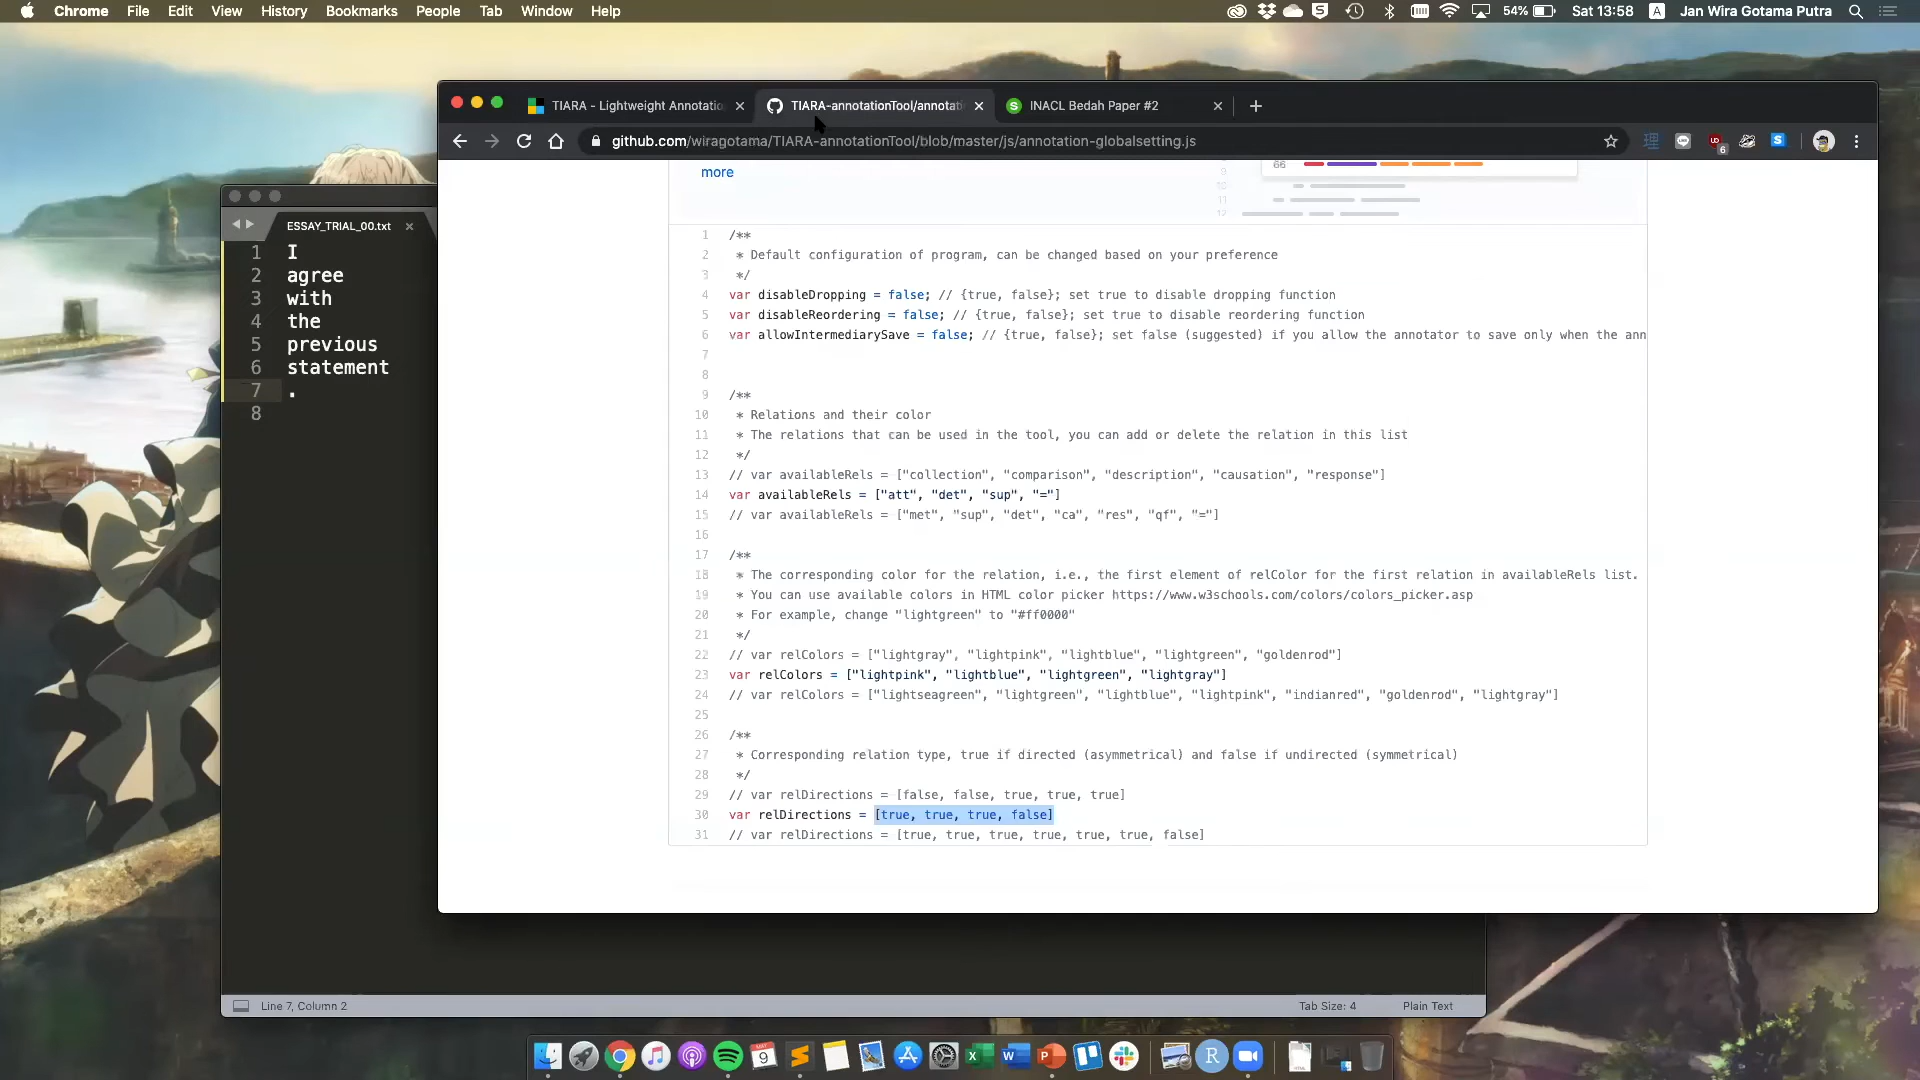 Chrome File Edit View History Bookmarks People Tab Window Help
54% Sat 13:58 A Jan Wira Gotama Putra
TIARA - Lightweight Annotatio
TIARA-annotationTool/annotati
INACL Bedah Paper #2
github.com/wiragotama/TIARA-annotationTool/blob/master/js/annotation-globalsetting.js
ESSAY_TRIAL_00.txt
1 I
2 agree
3 with
4 the
5 previous
6 statement
7 .
8
more
66
9
11
12
1 /**
2 * Default configuration of program, can be changed based on your preference
3 */
4 var disableDropping = false; // {true, false}; set true to disable dropping function
5 var disableReordering = false; // {true, false}; set true to disable reordering function
6 var allowIntermediarySave = false; // {true, false}; set false (suggested) if you allow the annotator to save only when the ann
7
8
9 /**
10 * Relations and their color
11 * The relations that can be used in the tool, you can add or delete the relation in this list
12 */
13 // var availableRels = ["collection", "comparison", "description", "causation", "response"]
14 var availableRels = ["att", "det", "sup", "="]
15 // var availableRels = ["met", "sup", "det", "ca", "res", "qf", "="]
16
17 /**
18 * The corresponding color for the relation, i.e., the first element of relColor for the first relation in availableRels list.
19 * You can use available colors in HTML color picker https://www.w3schools.com/colors/colors_picker.asp
20 * For example, change "lightgreen" to "#ff0000"
21 */
22 // var relColors = ["lightgray", "lightpink", "lightblue", "lightgreen", "goldenrod"]
23 var relColors = ["lightpink", "lightblue", "lightgreen", "lightgray"]
24 // var relColors = ["lightseagreen", "lightgreen", "lightblue", "lightpink", "indianred", "goldenrod", "lightgray"]
25
26 /**
27 * Corresponding relation type, true if directed (asymmetrical) and false if undirected (symmetrical)
28 */
29 // var relDirections = [false, false, true, true, true]
30 var relDirections = [true, true, true, false]
31 // var relDirections = [true, true, true, true, true, true, false]
Line 7, Column 2
Tab Size: 4
Plain Text